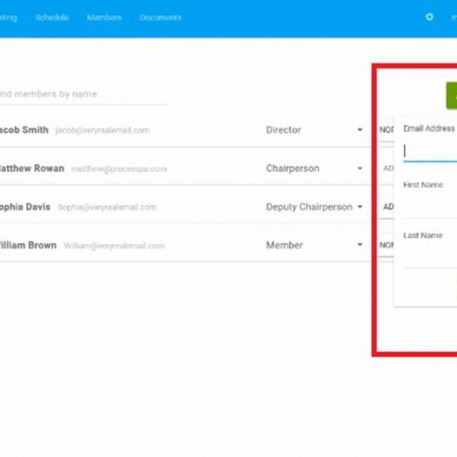 eting Schedule Members Documents
ind members by name
acob Smith jacob@veryrealemail.com Director NOR
atthew Rowan matthew@processpa.com Chairperson AD
ophia Davis Sophia@veryrealemail.com Deputy Chairperson AD
illiam Brown William@veryrealemail.com Member NOR
Email Address
First Name
Last Name